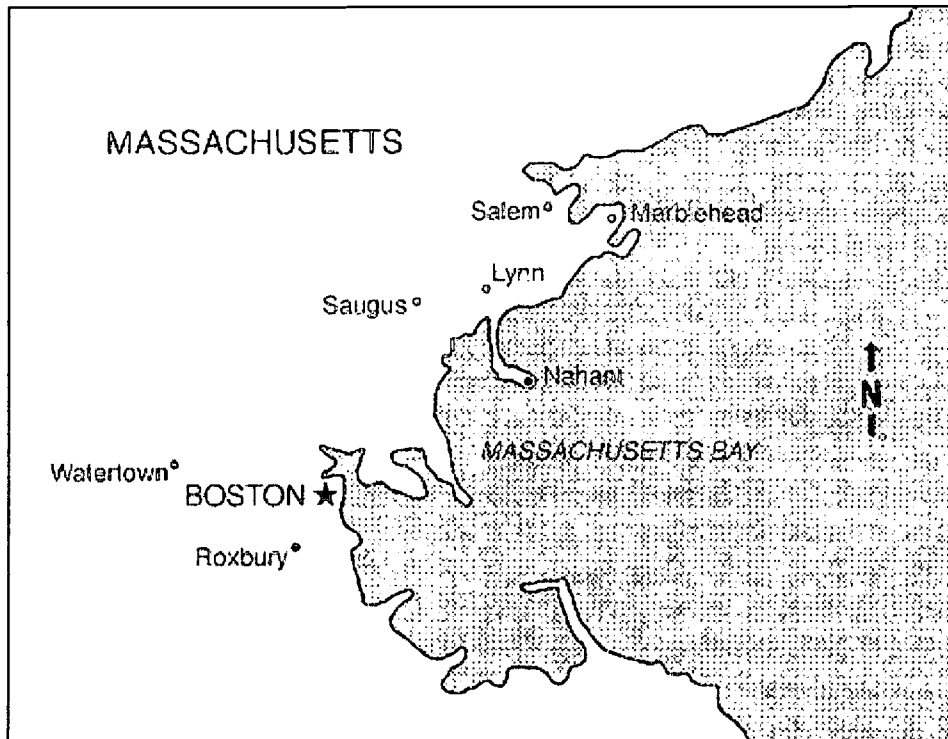 MASSACHUSETTS
Salem
Marblehead
Lynn
Saugus
Nahant
N
MASSACHUSETTS BAY
Watertown
BOSTON
Roxbury